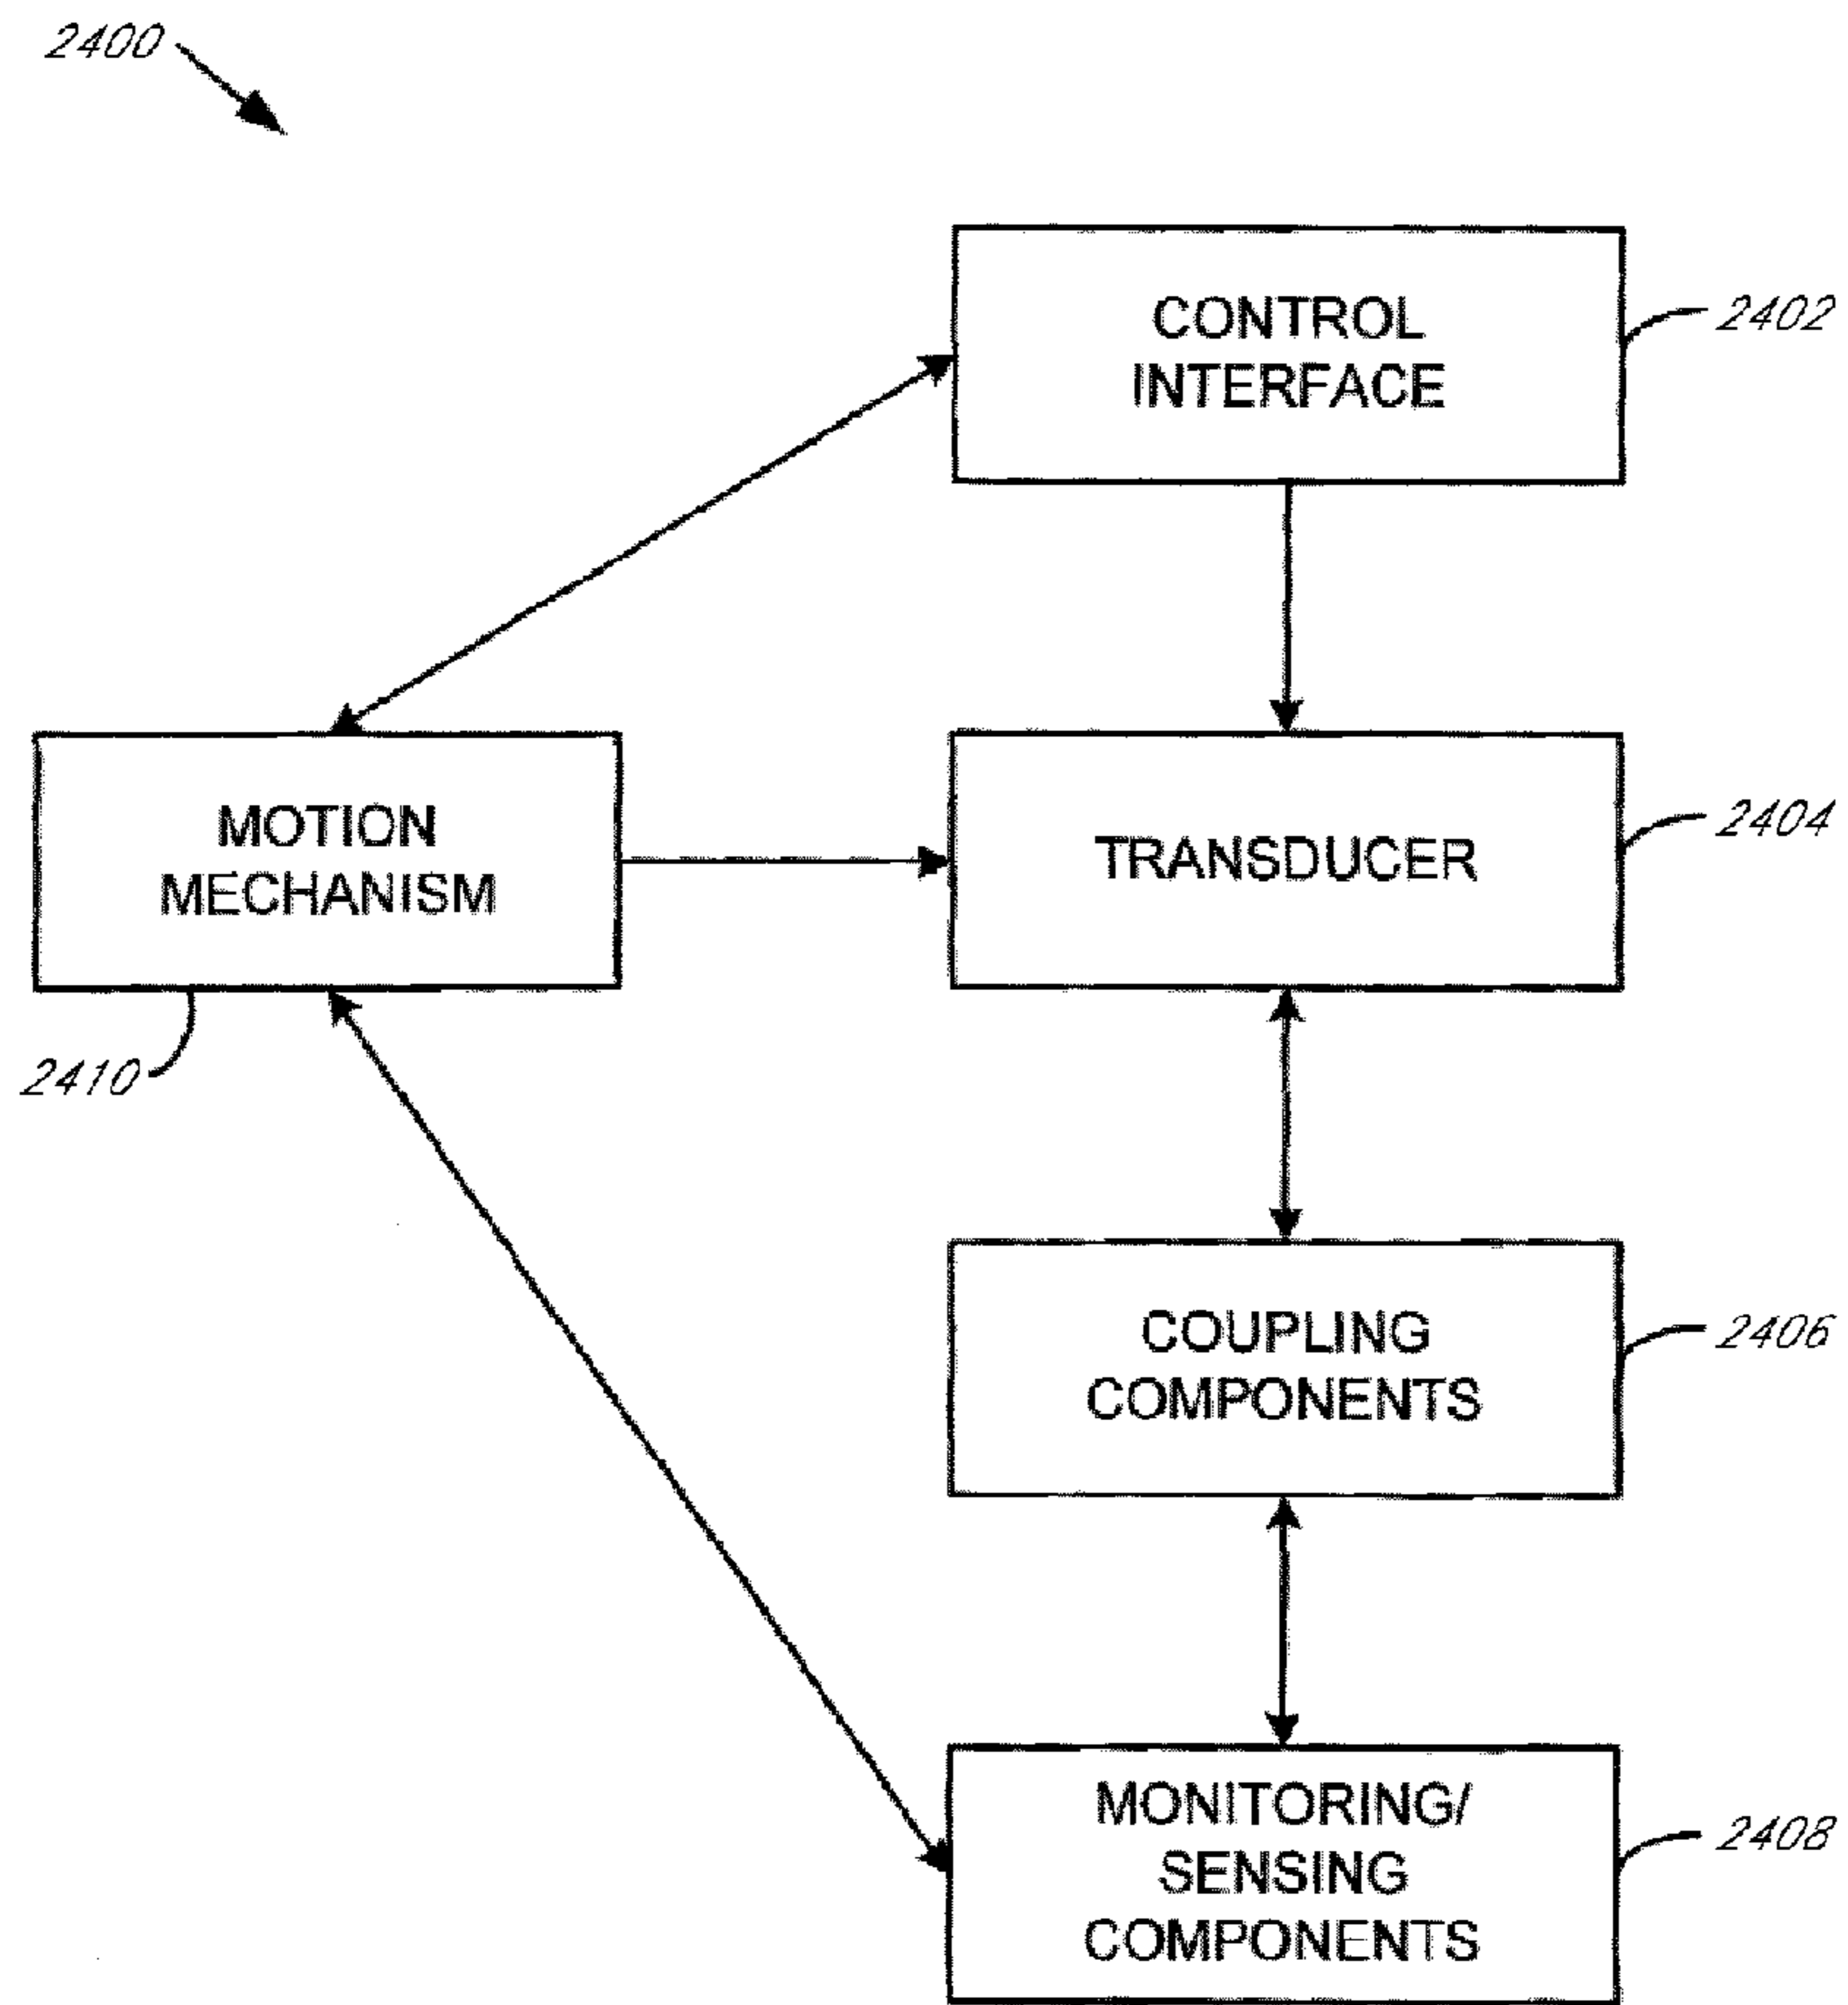 2400
CONTROL
INTERFACE
2402
MOTION
MECHANISM
2410
TRANSDUCER
2404
COUPLING
COMPONENTS
2406
MONITORING/
SENSING
COMPONENTS
2408